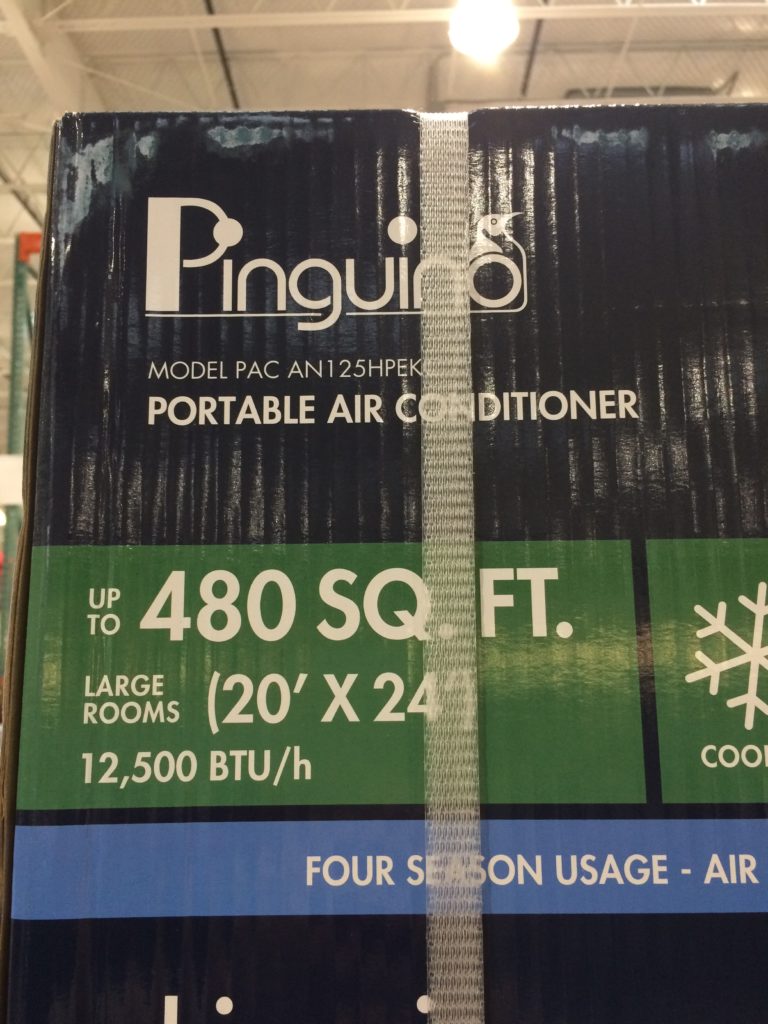 Pinguino
MODEL PAC AN125HPEK
PORTABLE AIR CONDITIONER
UP TO 480 SQ. FT.
LARGE ROOMS (20' X 24')
12,500 BTU/h
COOL
FOUR SEASON USAGE - AIR